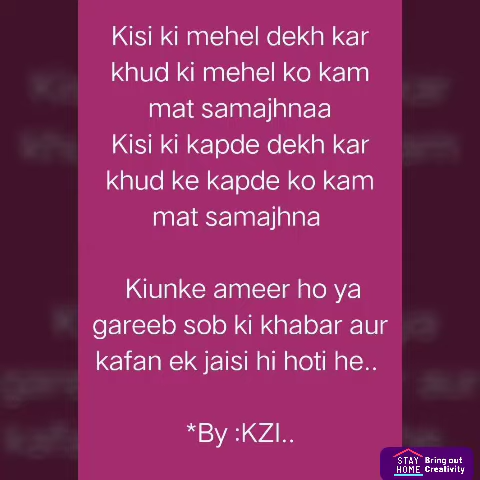 Kisi ki mehel dekh kar
khud ki mehel ko kam
mat samajhnaa
Kisi ki kapde dekh kar
khud ke kapde ko kam
mat samajhna
Kiunke ameer ho ya
gareeb sob ki khabar aur
kafan ek jaisi hi hoti he..
*By :KZI..
STAY HOME
Bring out
Creativity